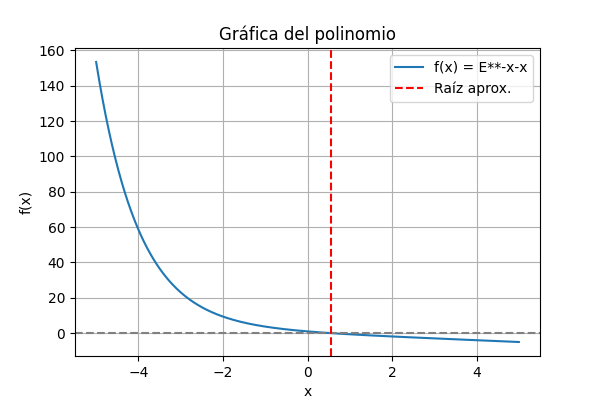 Gráfica del polinomio
f(x) = E**-x-x
Raíz aprox.
160
140
120
100
80
60
40
20
0
f(x)
−4 −2 0 2 4
x